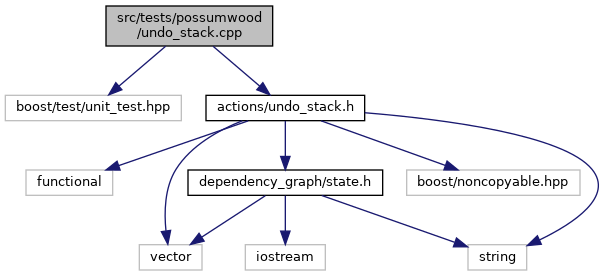 src/tests/possumwood
/undo_stack.cpp
boost/test/unit_test.hpp
actions/undo_stack.h
functional
dependency_graph/state.h
boost/noncopyable.hpp
vector
iostream
string